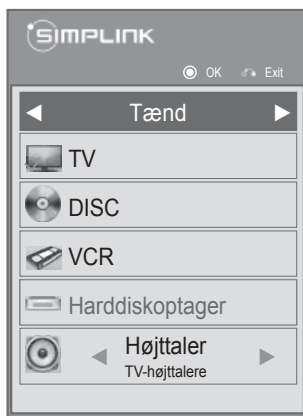 SIMPLINK
OK Exit
Tænd
TV
DISC
VCR
Harddiskoptager
Højttaler
TV-højttalere